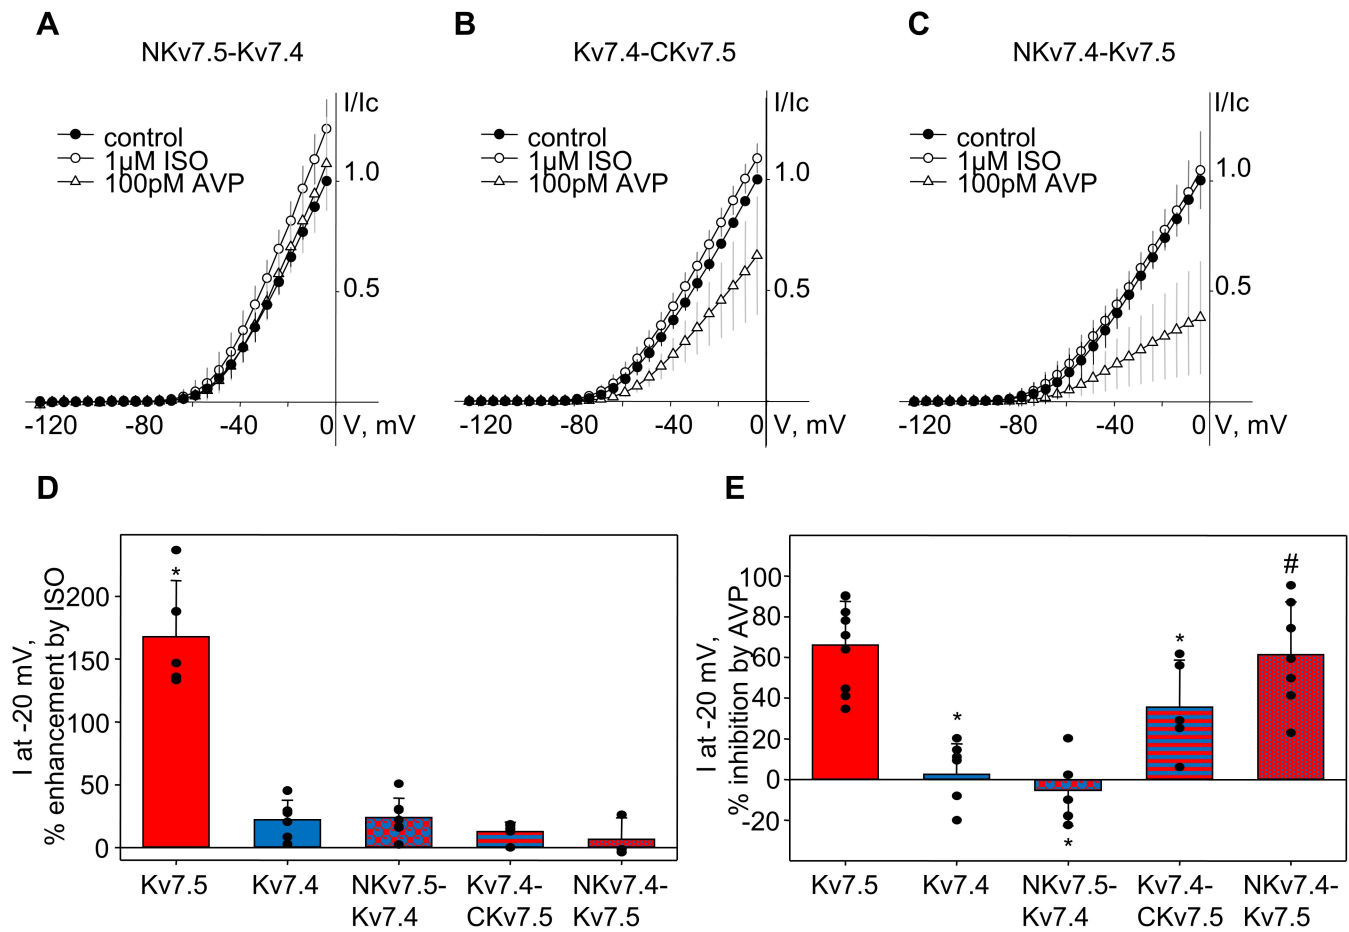 A
NKv7.5-Kv7.4
I/Ic
control
1µM ISO
100pM AVP
1.0
0.5
-120
-80
-40
0
V, mV
B
Kv7.4-CKv7.5
I/Ic
control
1µM ISO
100pM AVP
1.0
0.5
-120
-80
-40
0
V, mV
C
NKv7.4-Kv7.5
I/Ic
control
1µM ISO
100pM AVP
1.0
0.5
-120
-80
-40
0
V, mV
D
I at -20 mV,
% enhancement by ISO
200
150
100
50
0
*
Kv7.5
Kv7.4
NKv7.5-
Kv7.4
Kv7.4-
CKv7.5
NKv7.4-
Kv7.5
E
I at -20 mV,
% inhibition by AVP
100
80
60
40
20
0
-20
*
*
*
#
Kv7.5
Kv7.4
NKv7.5-
Kv7.4
Kv7.4-
CKv7.5
NKv7.4-
Kv7.5